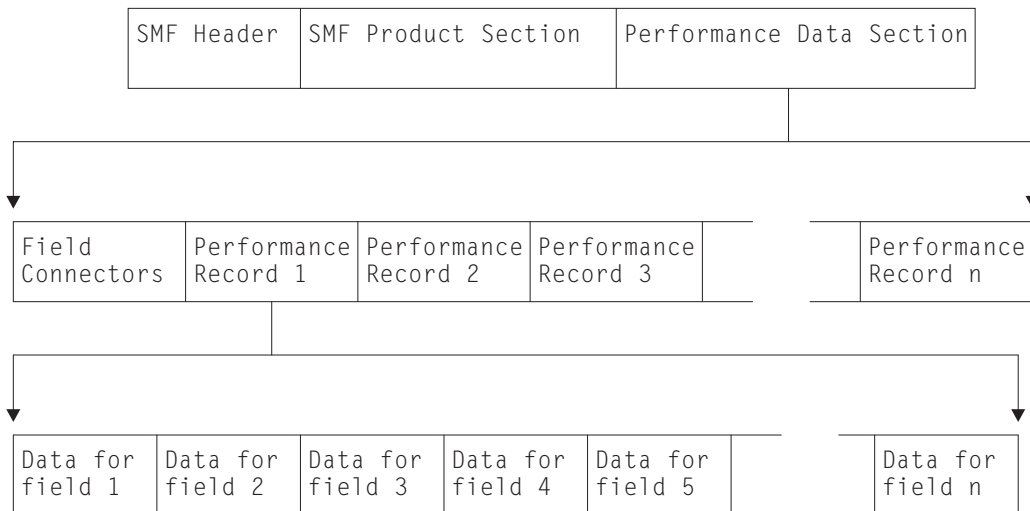 SMF Header SMF Product Section Performance Data Section
Field Connectors
Performance Record 1
Performance Record 2
Performance Record 3
Performance Record n
Data for field 1
Data for field 2
Data for field 3
Data for field 4
Data for field 5
Data for field n